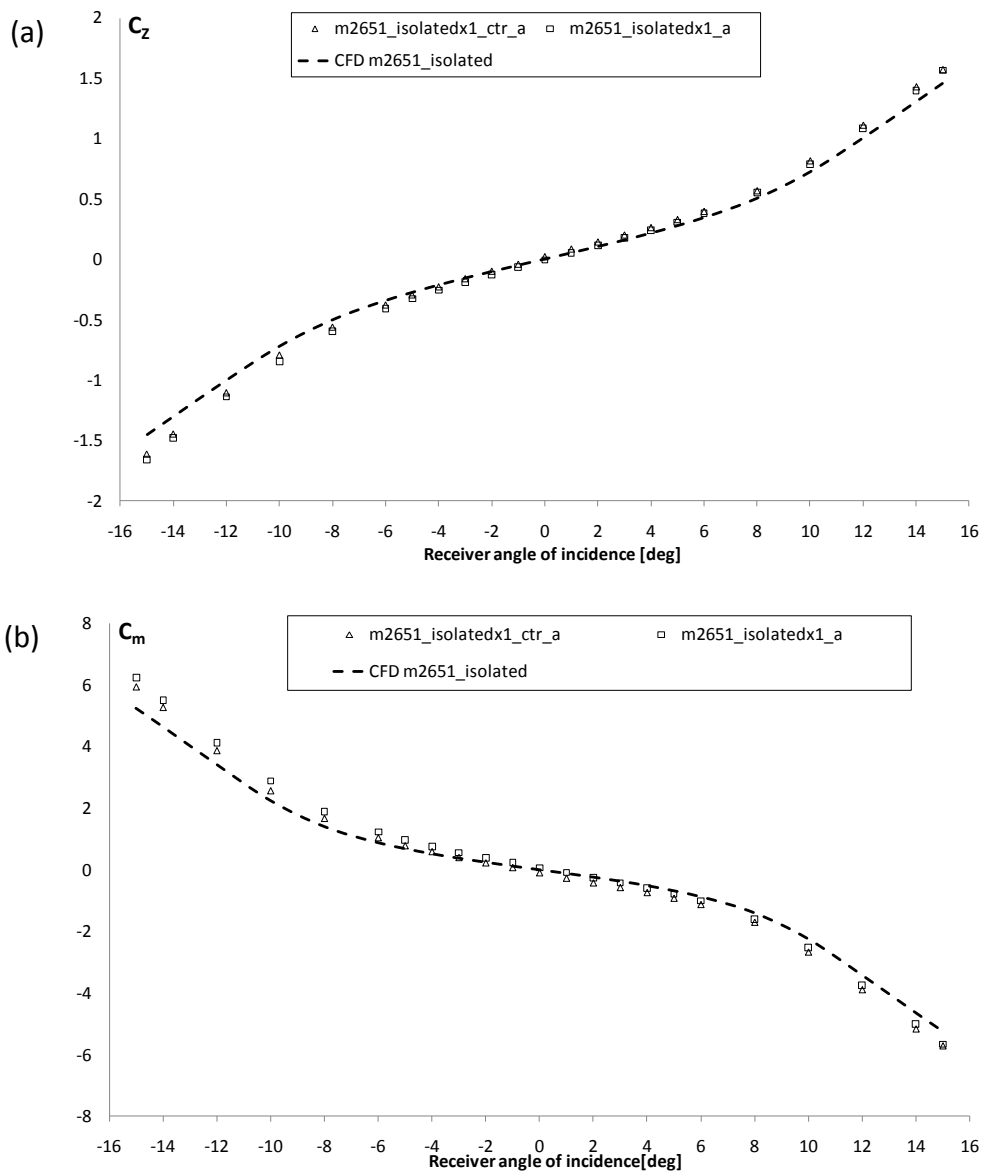 (a)
Cz
m2651_isolatedx1_ctr_a m2651_isolatedx1_a
CFD m2651_isolated
2
1.5
1
0.5
0
-0.5
-1
-1.5
-2
-16 -14 -12 -10 -8 -6 -4 -2 0 2 4 6 8 10 12 14 16
Receiver angle of incidence [deg]
(b)
Cm
m2651_isolatedx1_ctr_a m2651_isolatedx1_a
CFD m2651_isolated
8
6
4
2
0
-2
-4
-6
-8
-16 -14 -12 -10 -8 -6 -4 -2 0 2 4 6 8 10 12 14 16
Receiver angle of incidence[deg]